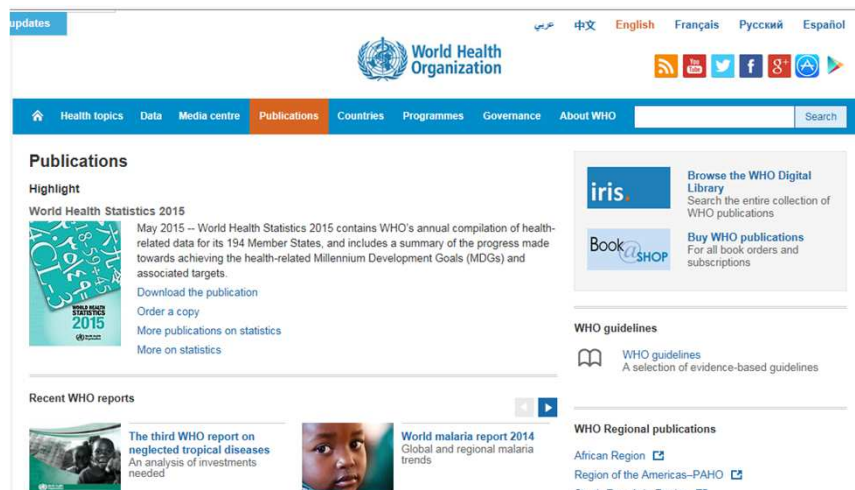 updates
عربي 中文 English Français Русский Español
World Health
Organization
You
Tube
f
g+
Health topics Data Media centre Publications Countries Programmes Governance About WHO Search
Publications
Highlight
World Health Statistics 2015
May 2015 -- World Health Statistics 2015 contains WHO's annual compilation of health-
related data for its 194 Member States, and includes a summary of the progress made
towards achieving the health-related Millennium Development Goals (MDGs) and
associated targets.
Download the publication
Order a copy
More publications on statistics
More on statistics
WORLD HEALTH
STATISTICS
2015
Recent WHO reports
The third WHO report on
neglected tropical diseases
An analysis of investments
needed
World malaria report 2014
Global and regional malaria
trends
iris.
Browse the WHO Digital
Library
Search the entire collection of
WHO publications
Book@SHOP
Buy WHO publications
For all book orders and
subscriptions
WHO guidelines
WHO guidelines
A selection of evidence-based guidelines
WHO Regional publications
African Region
Region of the Americas–PAHO